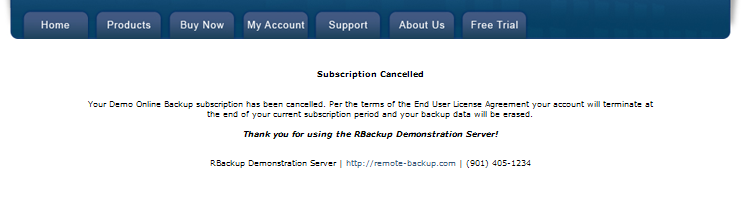 Home Products Buy Now My Account Support About Us Free Trial
Subscription Cancelled
Your Demo Online Backup subscription has been cancelled. Per the terms of the End User License Agreement your account will terminate at
the end of your current subscription period and your backup data will be erased.
Thank you for using the RBackup Demonstration Server!
RBackup Demonstration Server | http://remote-backup.com | (901) 405-1234